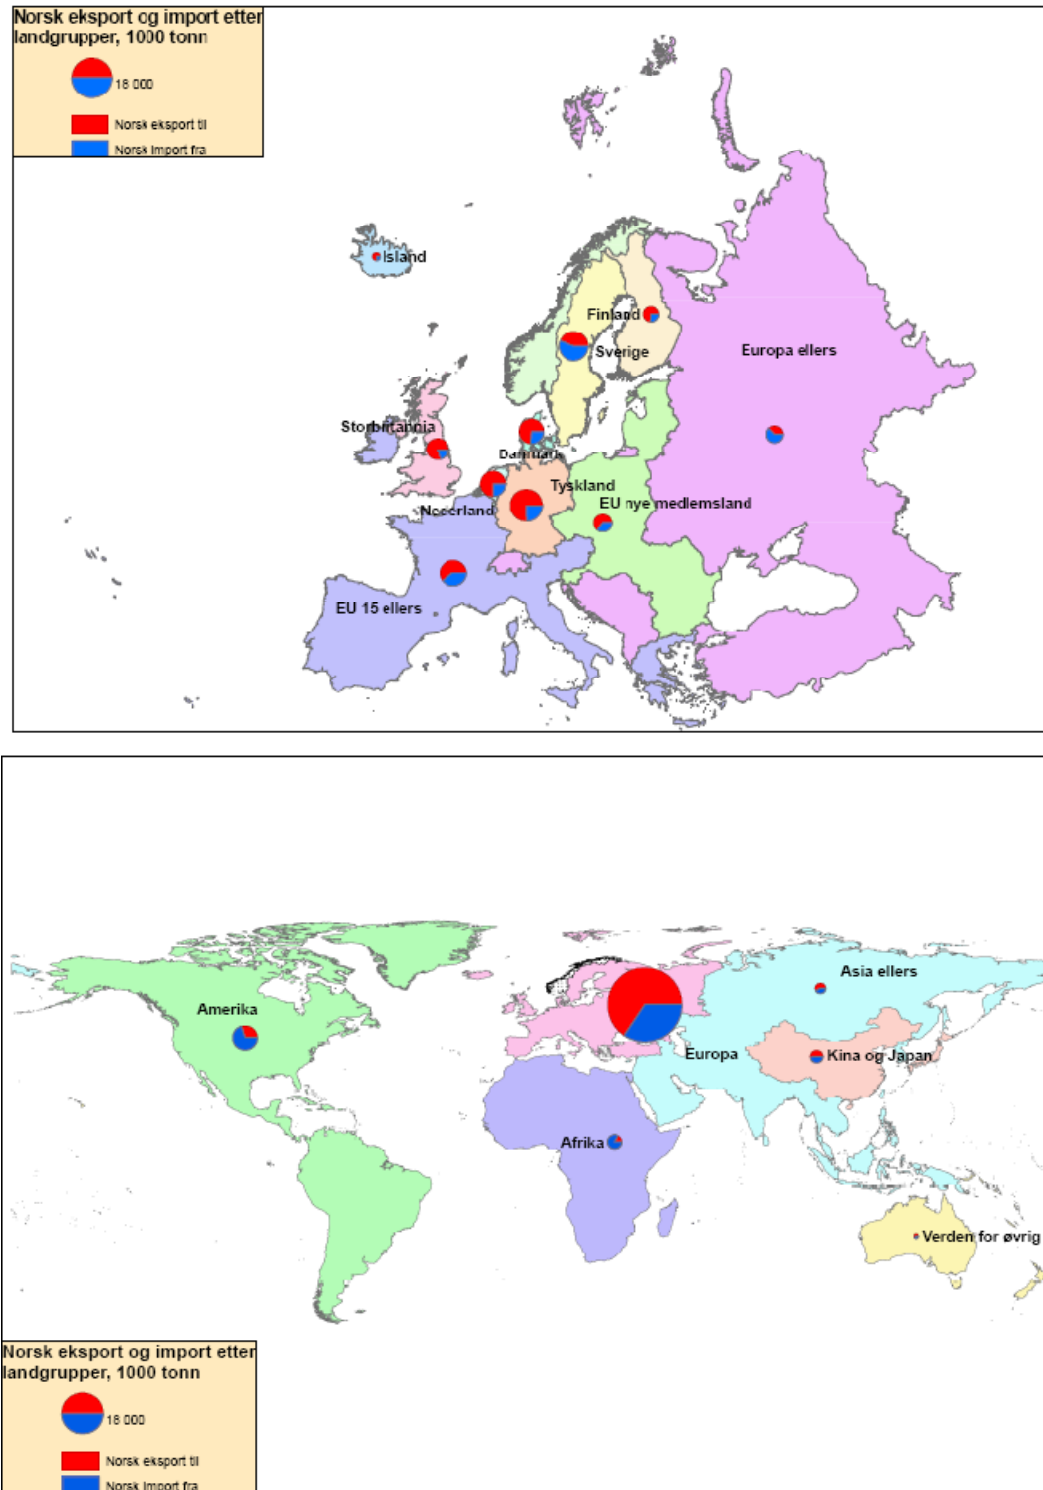 Norsk eksport og import etter
landgrupper, 1000 tonn
18 000
Norsk eksport til
Norsk import fra
Island
Finland
Sverige
Europa ellers
Storbritannia
Danmark
Tyskland
Nederland
EU nye medlemsland
EU 15 ellers
Asia ellers
Amerika
Europa
Kina og Japan
Afrika
Verden for øvrig
Norsk eksport og import etter
landgrupper, 1000 tonn
18 000
Norsk eksport til
Norsk import fra